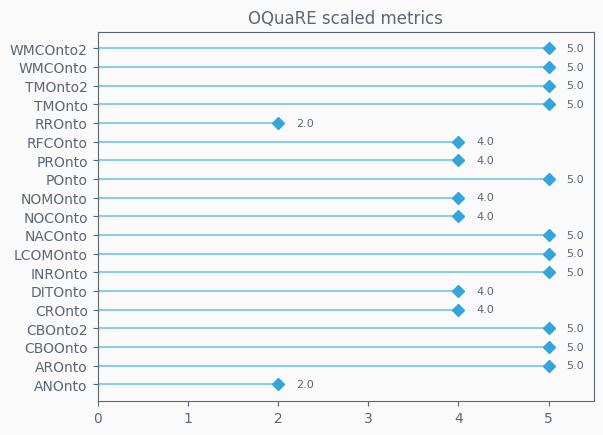 OQuaRE scaled metrics
WMCOnto2 5.0
WMCOnto 5.0
TMOnto2 5.0
TMOnto 5.0
RROnto 2.0
RFCOnto 4.0
PROnto 4.0
POnto 5.0
NOMOnto 4.0
NOCOnto 4.0
NACOnto 5.0
LCOMOnto 5.0
INROnto 5.0
DITOnto 4.0
CROnto 4.0
CBOnto2 5.0
CBOOnto 5.0
AROnto 5.0
ANOnto 2.0
0 1 2 3 4 5